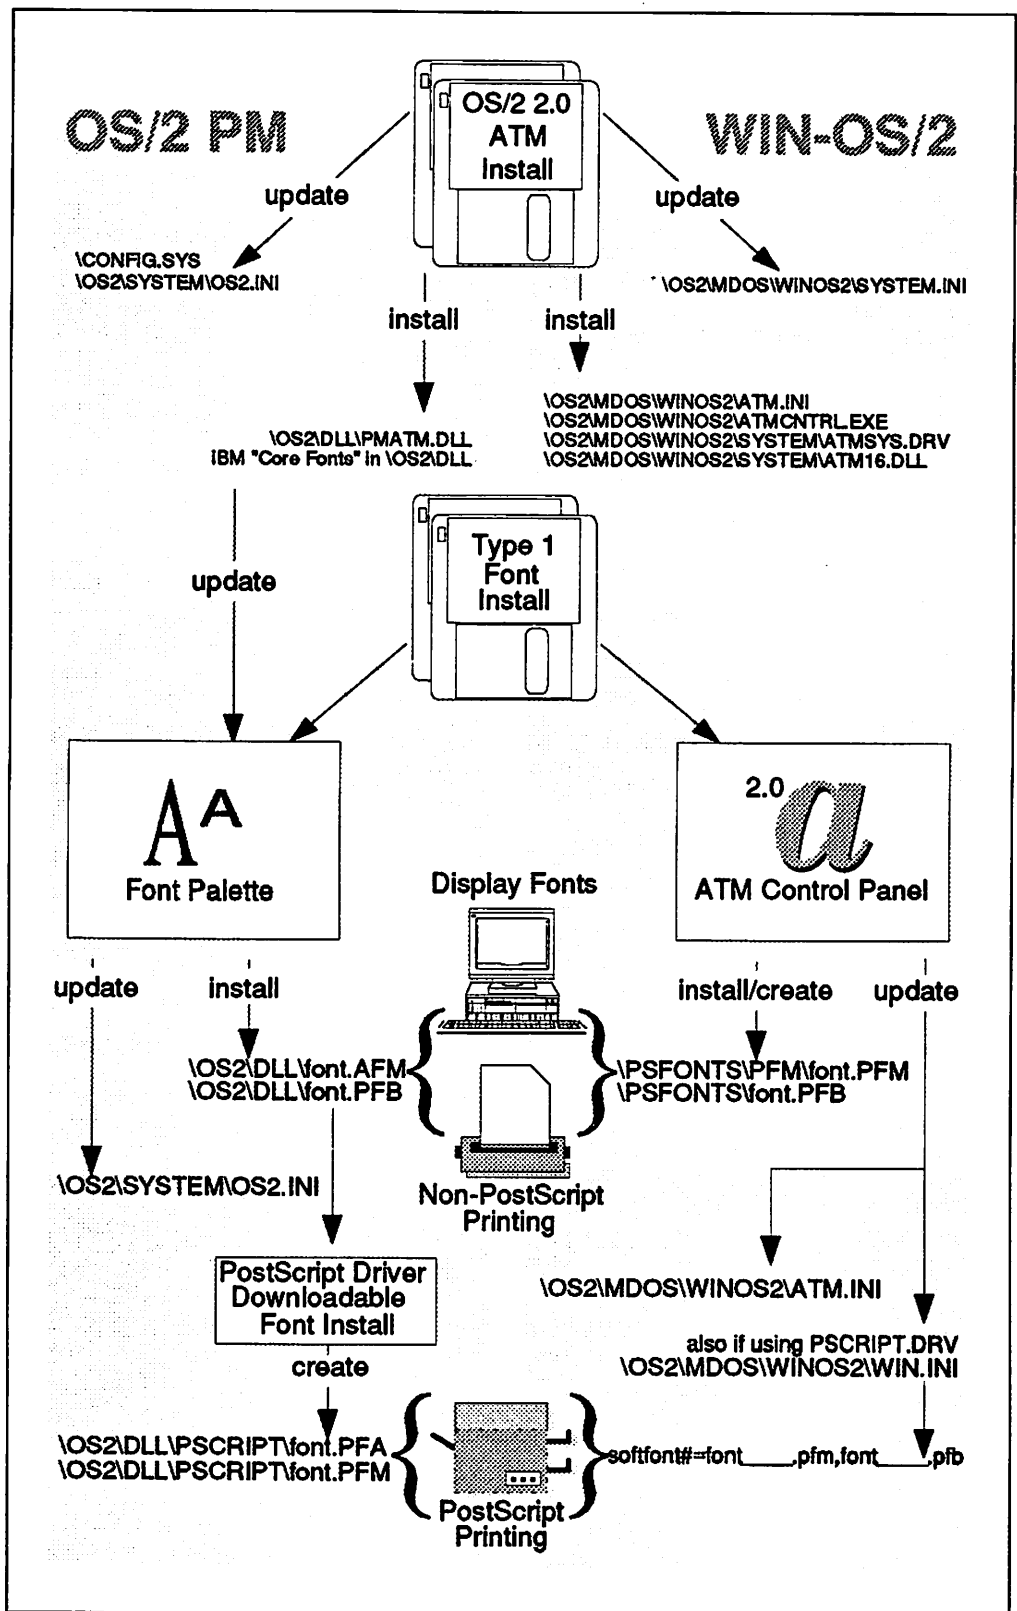 OS/2 PM
OS/2 2.0
ATM
Install
WIN-OS/2
update
update
\CONFIG.SYS
\OS2\SYSTEM\OS2.INI
\OS2\MDOS\WINOS2\SYSTEM.INI
install
install
\OS2\DLL\PMATM.DLL
IBM "Core Fonts" in \OS2\DLL
\OS2\MDOS\WINOS2\ATM.INI
\OS2\MDOS\WINOS2\ATMCNTRL.EXE
\OS2\MDOS\WINOS2\SYSTEM\ATMSYS.DRV
\OS2\MDOS\WINOS2\SYSTEM\ATM16.DLL
Type 1
Font
Install
update
AA
Font Palette
2.0 a
ATM Control Panel
Display Fonts
update
install
install/create
update
\OS2\DLL\font.AFM
\OS2\DLL\font.PFB
\PSFONTS\PFM\font.PFM
\PSFONTS\font.PFB
\OS2\SYSTEM\OS2.INI
Non-PostScript
Printing
PostScript Driver
Downloadable
Font Install
\OS2\MDOS\WINOS2\ATM.INI
also if using PSCRIPT.DRV
\OS2\MDOS\WINOS2\WIN.INI
create
\OS2\DLL\PSCRIPT\font.PFA
\OS2\DLL\PSCRIPT\font.PFM
softfont#=font____.pfm,font____.pfb
PostScript
Printing